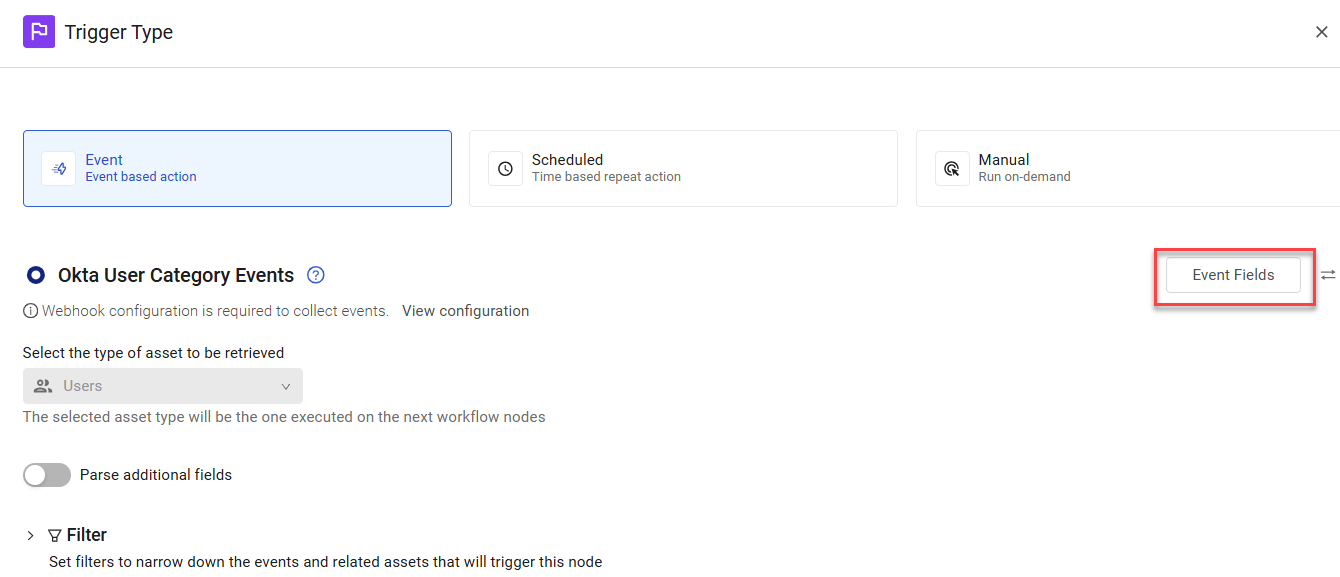 Trigger Type
Event
Event based action
Scheduled
Time based repeat action
Manual
Run on-demand
Okta User Category Events
Event Fields
Webhook configuration is required to collect events. View configuration
Select the type of asset to be retrieved
Users
The selected asset type will be the one executed on the next workflow nodes
Parse additional fields
Filter
Set filters to narrow down the events and related assets that will trigger this node